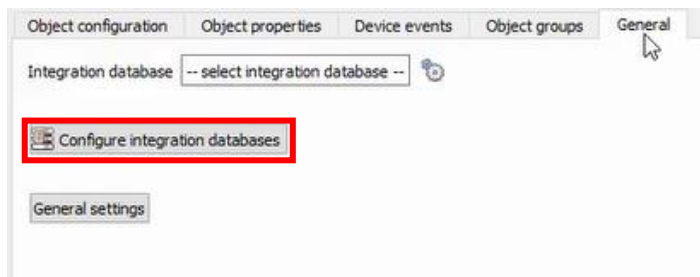 Object configuration Object properties Device events Object groups General
Integration database -- select integration database --
Configure integration databases
General settings